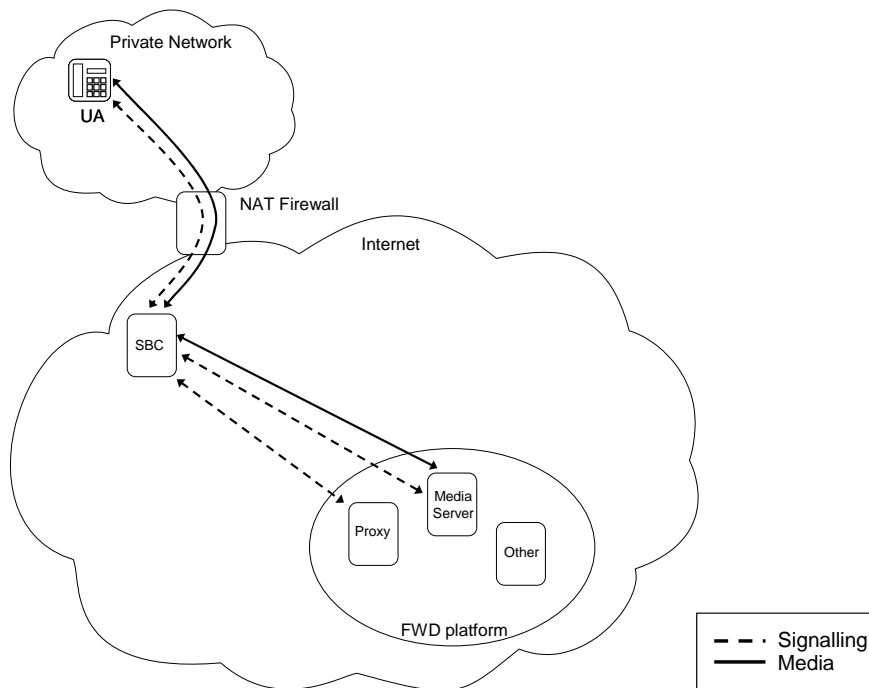 Private Network
UA
NAT Firewall
Internet
SBC
Media
Server
Proxy
Other
FWD platform
Signalling
Media